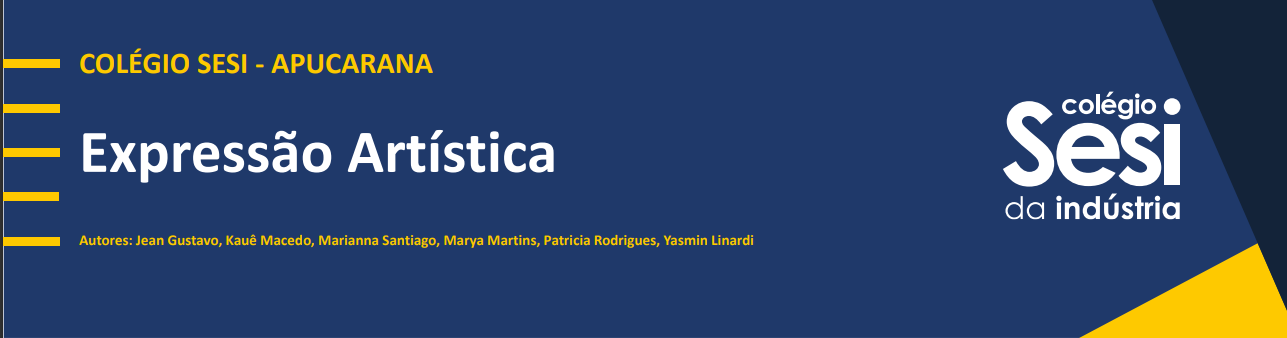 COLÉGIO SESI - APUCARANA
Expressão Artística
Autores: Jean Gustavo, Kauê Macedo, Marianna Santiago, Marya Martins, Patricia Rodrigues, Yasmin Linardi
colégio
Sesi
da indústria